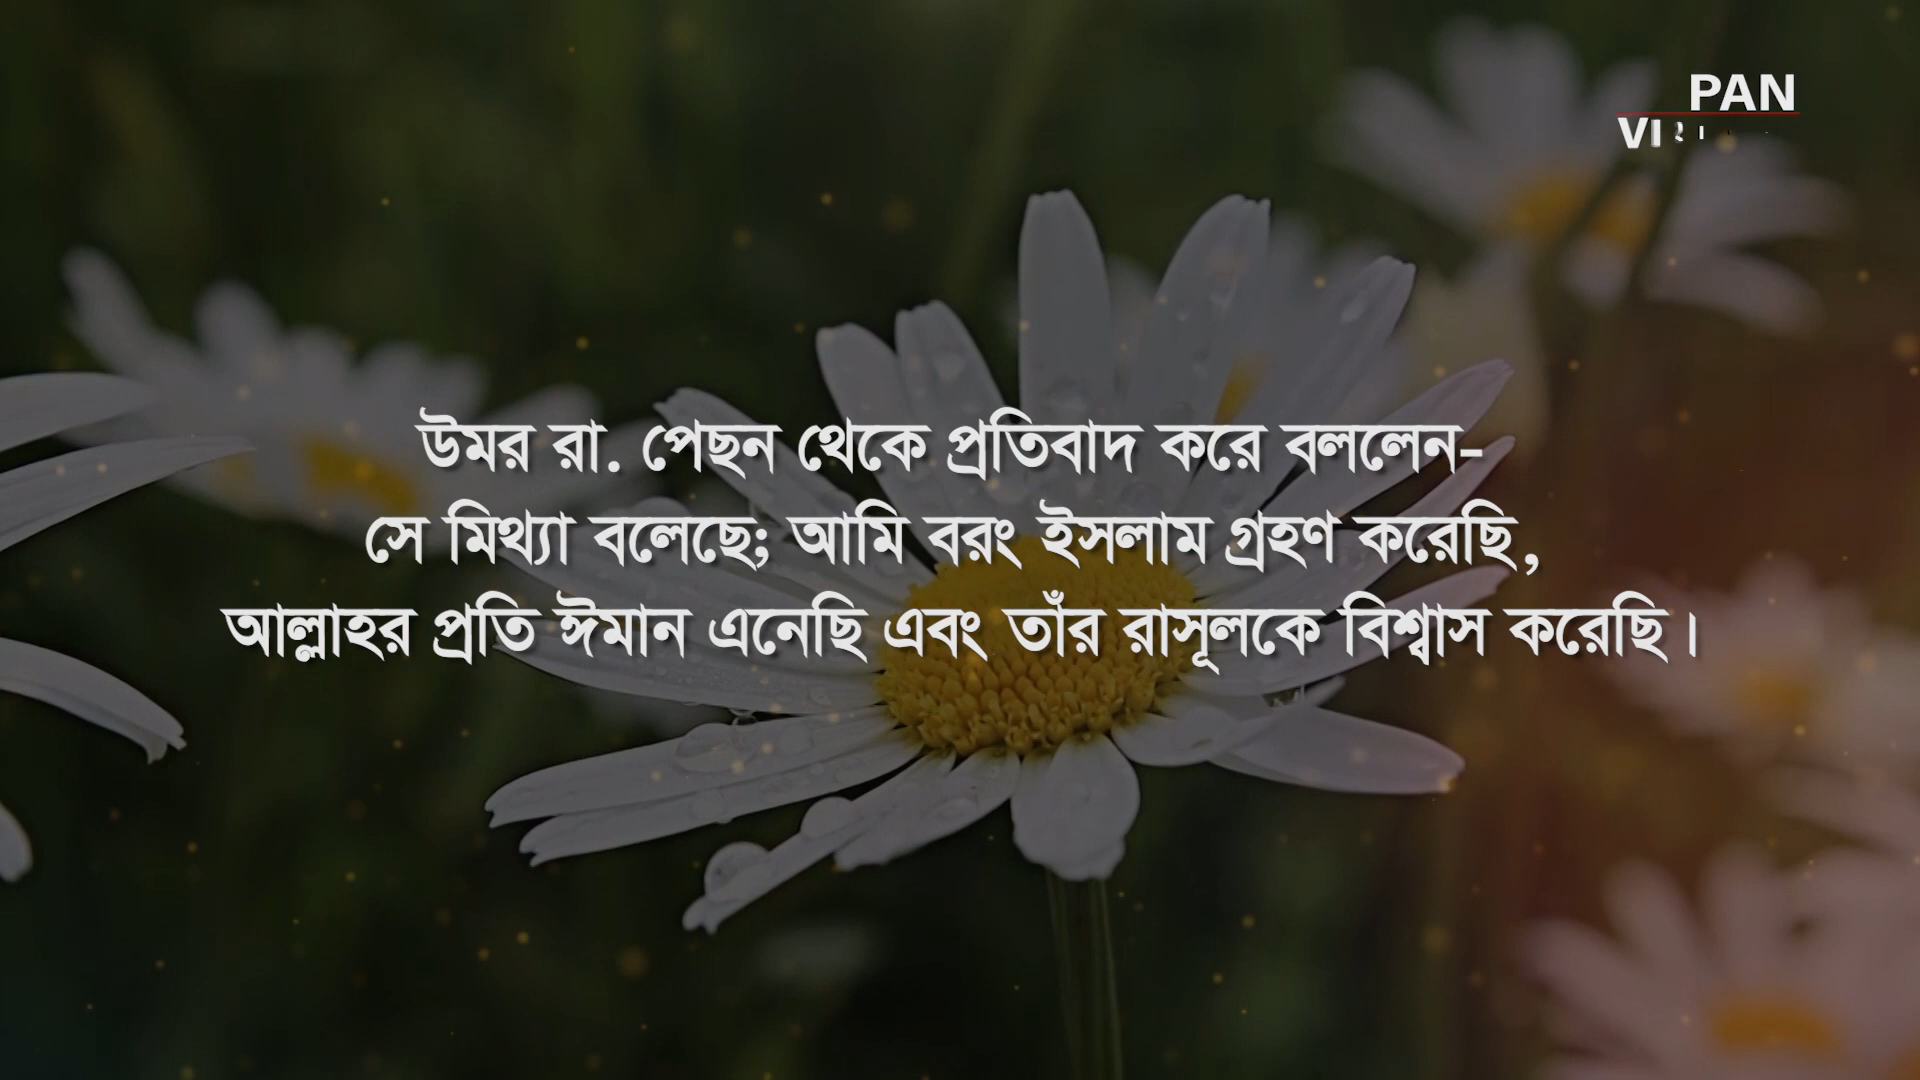 PAN
উমর রা. পেছন থেকে প্রতিবাদ করে বললেন-
সে মিথ্যা বলেছে; আমি বরং ইসলাম গ্রহণ করেছি,
আল্লাহর প্রতি ঈমান এনেছি এবং তাঁর রাসূলকে বিশ্বাস করেছি।